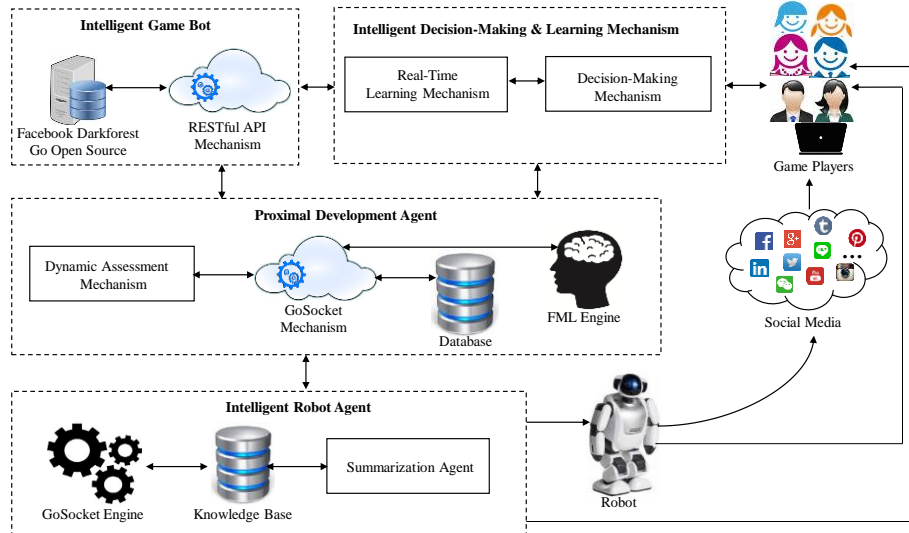 Intelligent Game Bot
Facebook Darkforest
Go Open Source
RESTful API
Mechanism
Intelligent Decision-Making & Learning Mechanism
Real-Time
Learning Mechanism
Decision-Making
Mechanism
Game Players
Proximal Development Agent
Dynamic Assessment
Mechanism
GoSocket
Mechanism
Database
FML Engine
f
g+
t
in
You
...
Social Media
Intelligent Robot Agent
GoSocket Engine
Knowledge Base
Summarization Agent
Robot